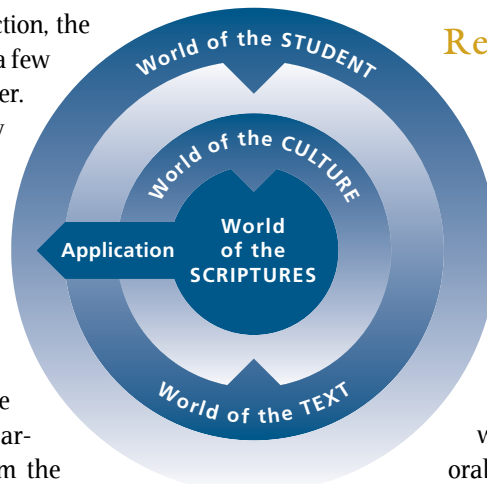 ction, the
a few
er.
y
Re
World of the STUDENT
World of the CULTURE
World
of the
SCRIPTURES
Application
World of the TEXT
e
ar-
m the
w
orab